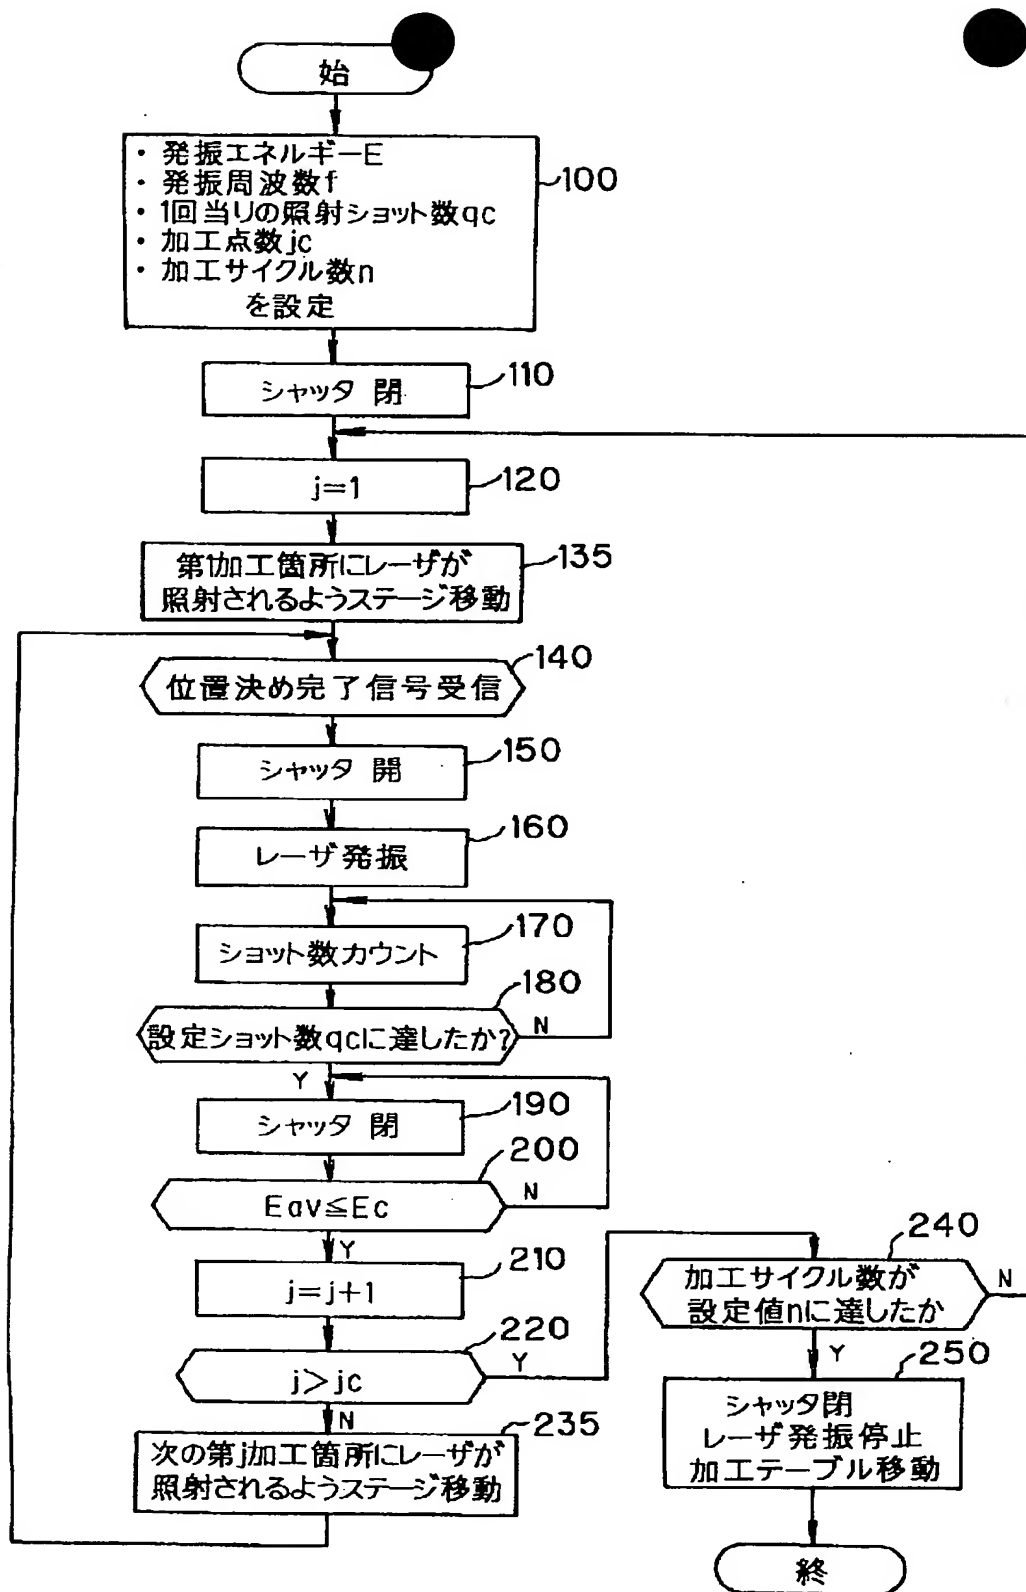 始
・発振エネルギーE
・発振周波数f
・1回当りの照射ショット数qc
・加工点数jc
・加工サイクル数n
を設定
100
シャッタ 閉
110
j=1
120
第1加工箇所にレーザが
照射されるようステージ移動
135
位置決め完了信号受信
140
シャッタ 開
150
レーザ発振
160
ショット数カウント
170
設定ショット数qcに達したか?
180
N
Y
シャッタ 閉
190
Eav≦Ec
200
N
Y
j=j+1
210
j>jc
220
Y
N
次の第j加工箇所にレーザが
照射されるようステージ移動
235
加工サイクル数が
設定値nに達したか
240
N
Y
シャッタ閉
レーザ発振停止
加工テーブル移動
250
終